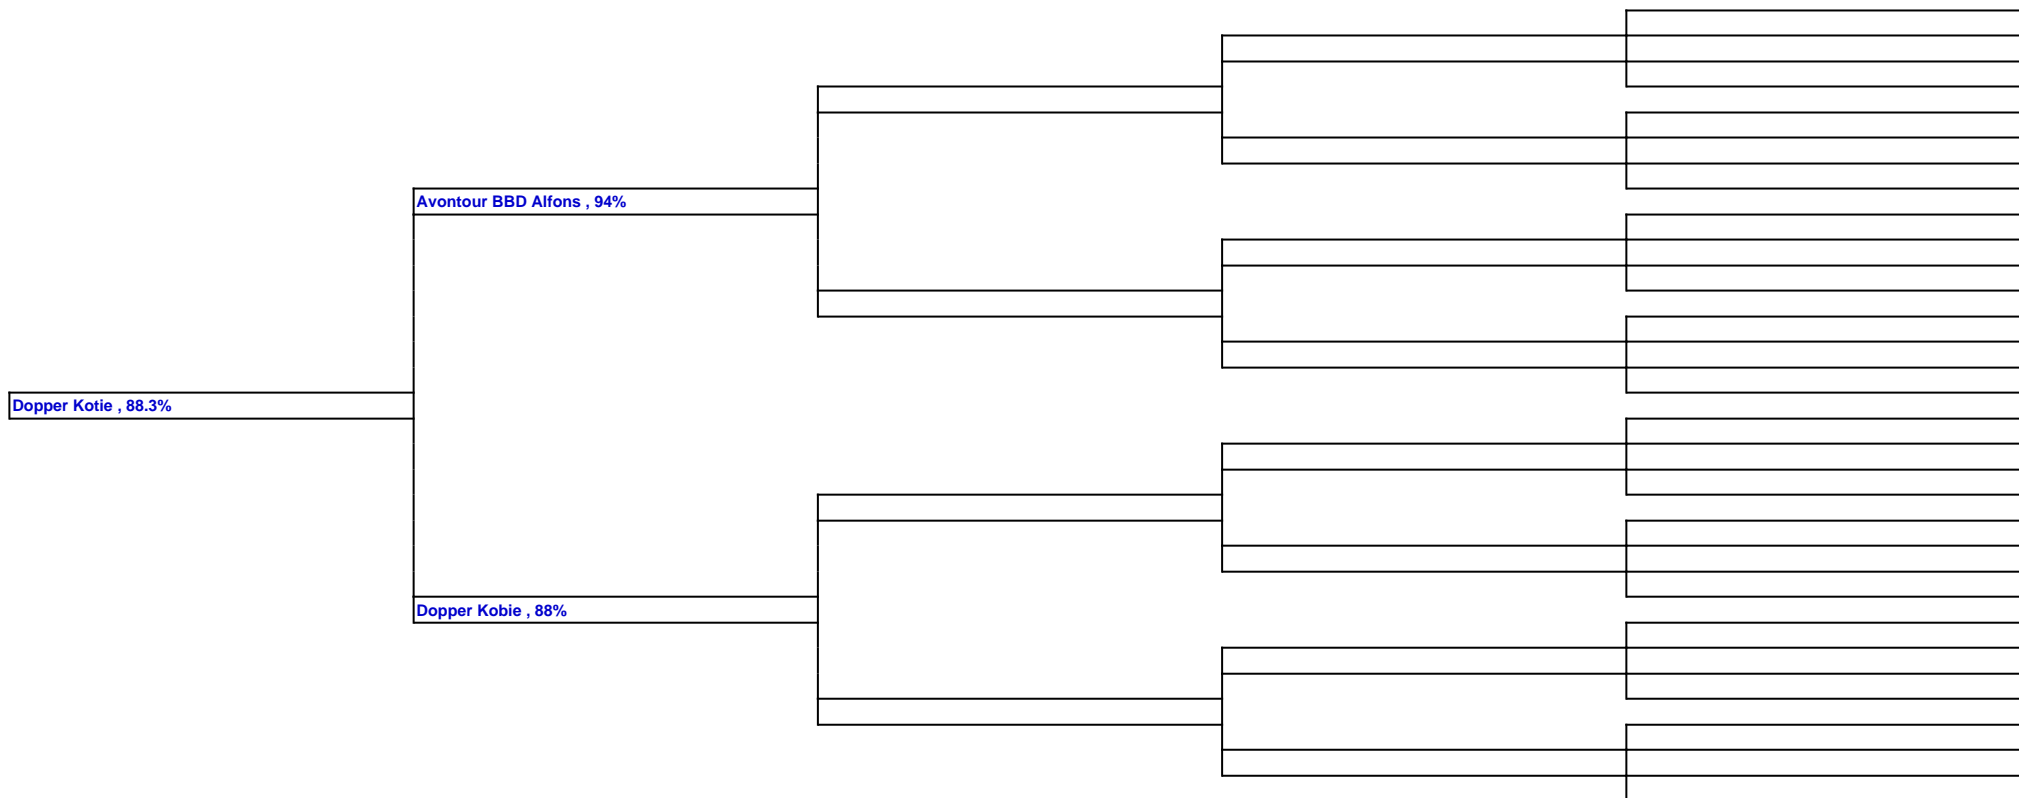 Avontour BBD Alfons , 94%
Dopper Kotie , 88.3%
Dopper Kobie , 88%